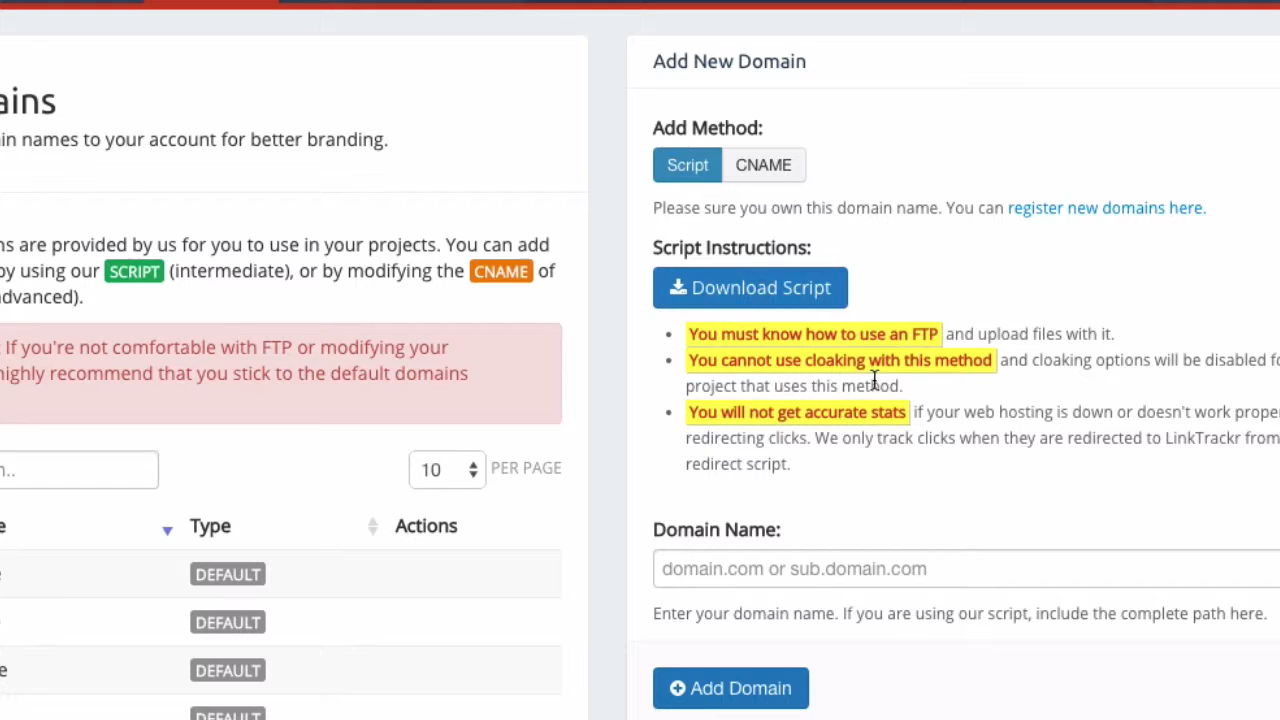 ains
in names to your account for better branding.
ns are provided by us for you to use in your projects. You can add
by using our SCRIPT (intermediate), or by modifying the CNAME of
advanced).
If you're not comfortable with FTP or modifying your
highly recommend that you stick to the default domains
10 PER PAGE
Type Actions
DEFAULT
DEFAULT
DEFAULT
DEFAULT
Add New Domain
Add Method:
Script CNAME
Please sure you own this domain name. You can register new domains here.
Script Instructions:
Download Script
You must know how to use an FTP and upload files with it.
You cannot use cloaking with this method and cloaking options will be disabled fo
project that uses this method.
You will not get accurate stats if your web hosting is down or doesn't work proper
redirecting clicks. We only track clicks when they are redirected to LinkTrackr from
redirect script.
Domain Name:
domain.com or sub.domain.com
Enter your domain name. If you are using our script, include the complete path here.
Add Domain